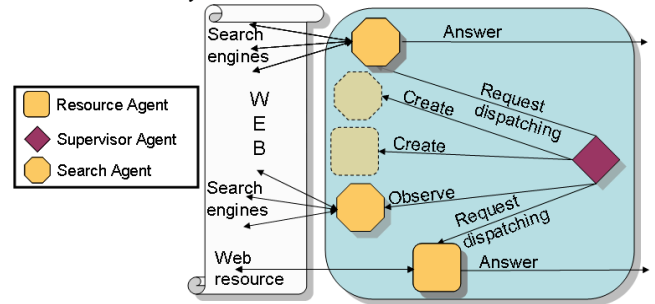 Search
engines
Answer
W
E
B
Create
Request
dispatching
Create
Resource Agent
Supervisor Agent
Search Agent
Search
engines
Observe
Request
dispatching
Web
resource
Answer